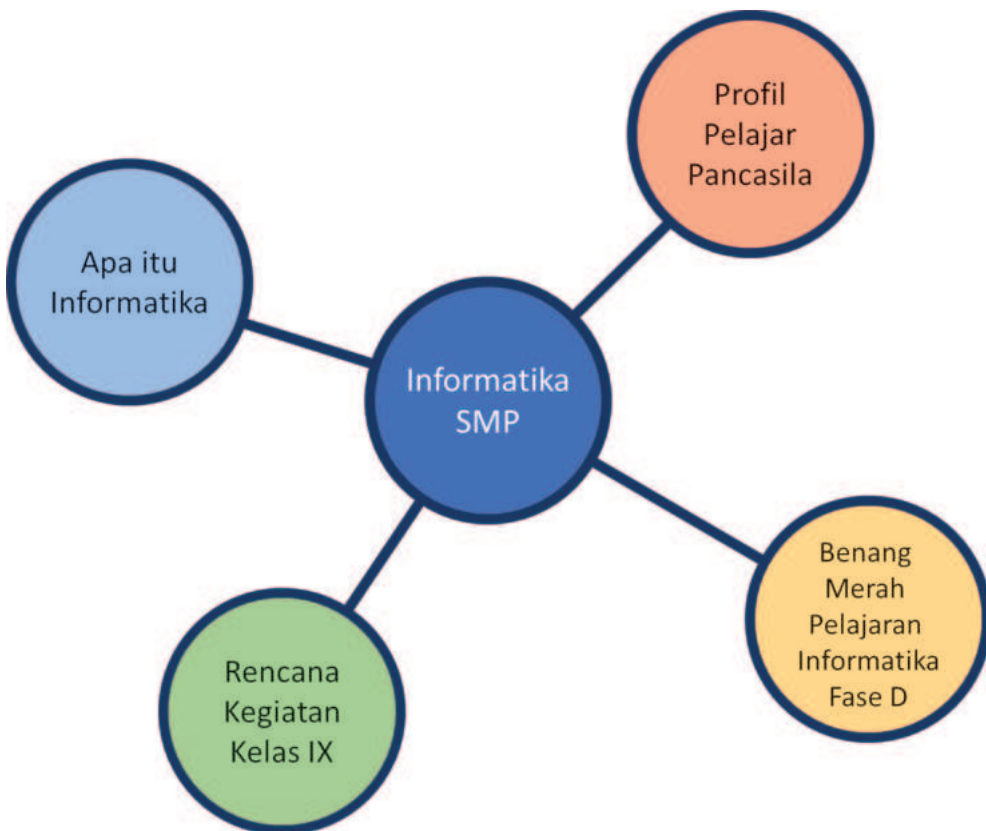 Profil
Pelajar
Pancasila
Apa itu
Informatika
Informatika
SMP
Benang
Merah
Pelajaran
Informatika
Fase D
Rencana
Kegiatan
Kelas IX